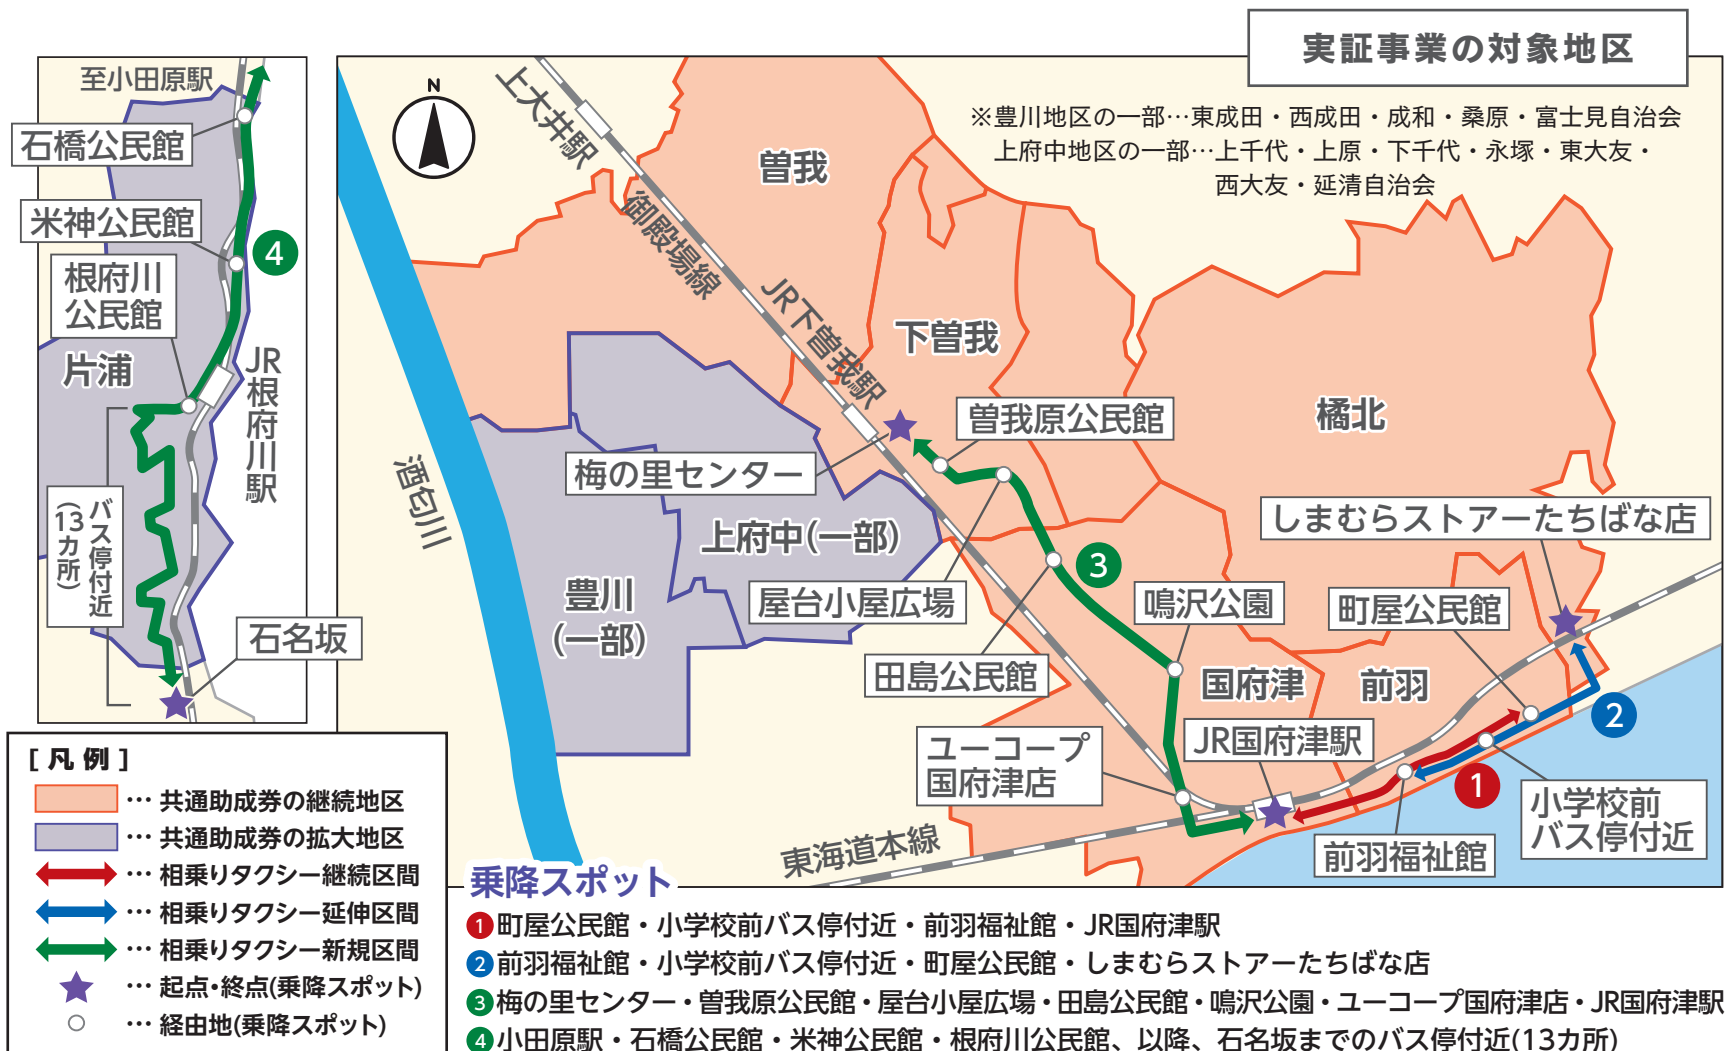 実証事業の対象地区
※豊川地区の一部…東成田・西成田・成和・桑原・富士見自治会
上府中地区の一部…上千代・上原・下千代・永塚・東大友・
西大友・延清自治会
至小田原駅
石橋公民館
米神公民館
4
根府川
公民館
片浦
JR根府川駅
バス停付近
(13カ所)
石名坂
N
上大井駅
御殿場線
JR下曽我駅
曽我
下曽我
橘北
曽我原公民館
梅の里センター
酒匂川
上府中(一部)
豊川
(一部)
屋台小屋広場
3
田島公民館
鳴沢公園
しまむらストアーたちばな店
町屋公民館
国府津
前羽
2
ユーコープ
国府津店
JR国府津駅
1
小学校前
バス停付近
前羽福祉館
東海道本線
[凡例]
… 共通助成券の継続地区
… 共通助成券の拡大地区
… 相乗りタクシー継続区間
… 相乗りタクシー延伸区間
… 相乗りタクシー新規区間
… 起点・終点(乗降スポット)
… 経由地(乗降スポット)
乗降スポット
1 町屋公民館・小学校前バス停付近・前羽福祉館・JR国府津駅
2 前羽福祉館・小学校前バス停付近・町屋公民館・しまむらストアーたちばな店
3 梅の里センター・曽我原公民館・屋台小屋広場・田島公民館・鳴沢公園・ユーコープ国府津店・JR国府津駅
4 小田原駅・石橋公民館・米神公民館・根府川公民館、以降、石名坂までのバス停付近(13カ所)